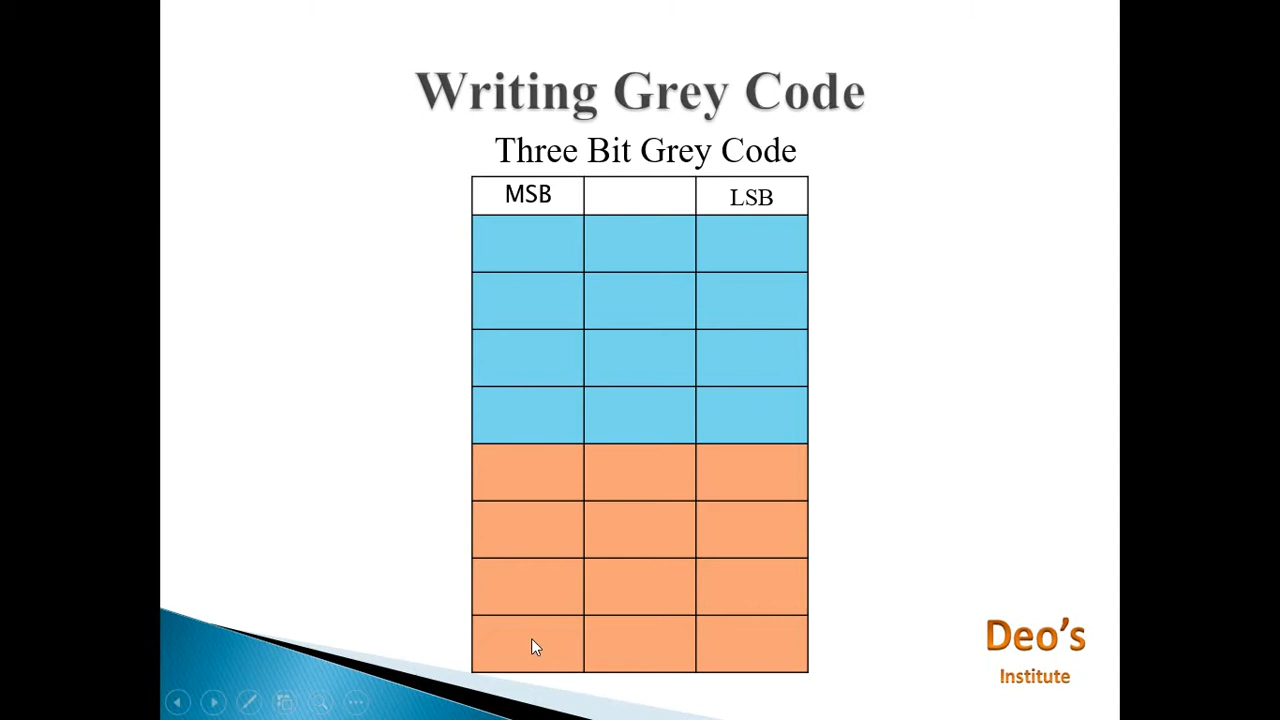 Writing Grey Code
Three Bit Grey Code
MSB LSB
Deo's
Institute